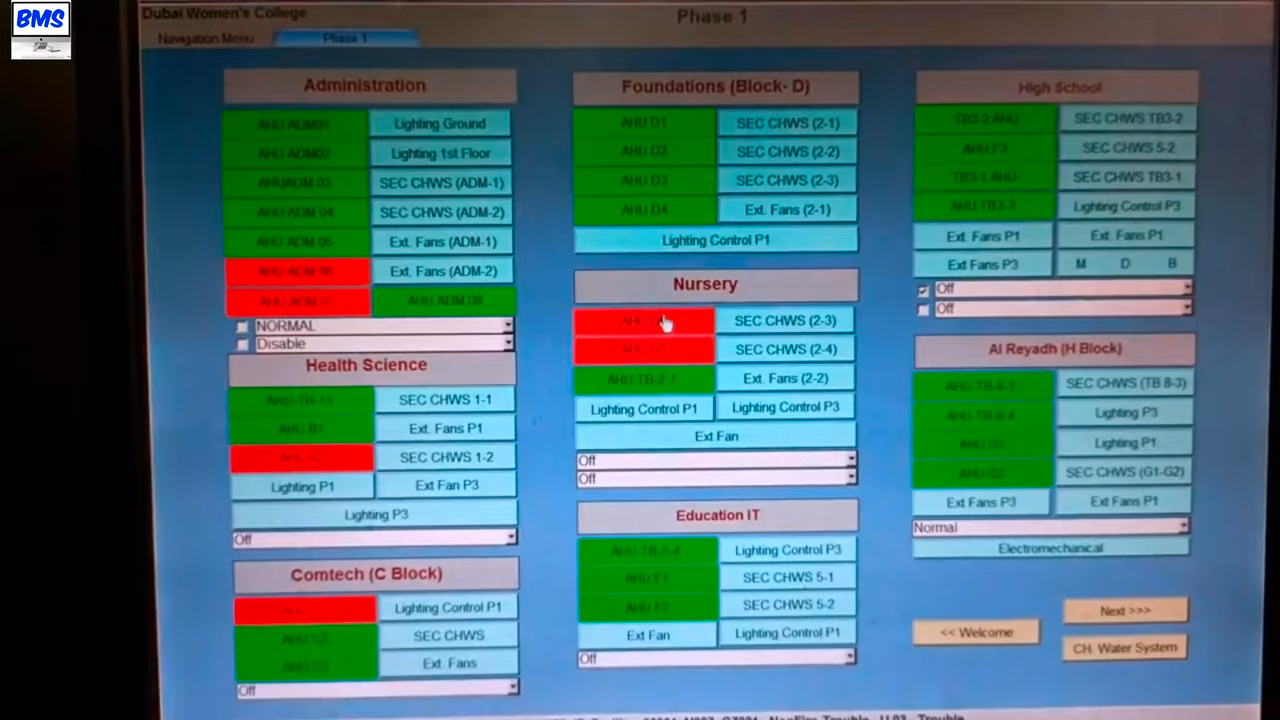 BMS
Dubai Women's College
Phase 1
Navigation Menu
Phase 1
Administration
AHU ADM01
Lighting Ground
AHU ADM02
Lighting 1st Floor
AHUADM 03
SEC CHWS (ADM-1)
AHU ADM 04
SEC CHWS (ADM-2)
AHU ADM 05
Ext. Fans (ADM-1)
AHU ADM 06
Ext. Fans (ADM-2)
AHU ADM 07
AHU ADM 08
NORMAL
Disable
Health Science
AHU-TB-13
SEC CHWS 1-1
AHU B1
Ext. Fans P1
SEC CHWS 1-2
Lighting P1
Ext Fan P3
Lighting P3
Off
Comtech (C Block)
Lighting Control P1
AHU C2
SEC CHWS
AHU C3
Ext. Fans
Off
Foundations (Block- D)
AHU D1
SEC CHWS (2-1)
AHU D2
SEC CHWS (2-2)
AHU D3
SEC CHWS (2-3)
AHU D4
Ext. Fans (2-1)
Lighting Control P1
Nursery
AHU
SEC CHWS (2-3)
SEC CHWS (2-4)
AHU-TB-2-7
Ext. Fans (2-2)
Lighting Control P1
Lighting Control P3
Ext Fan
Off
Off
Education IT
AHU-TB-5-4
Lighting Control P3
AHU F1
SEC CHWS 5-1
AHU F2
SEC CHWS 5-2
Ext Fan
Lighting Control P1
Off
High School
TB3-2 AHU
SEC CHWS TB3-2
AHU F3
SEC CHWS 5-2
TB3-1 AHU
SEC CHWS TB3-1
AHU TB3-3
Lighting Control P3
Ext. Fans P1
Ext. Fans P1
Ext. Fans P3
M D B
Off
Off
Al Reyadh (H Block)
AHU-TB-8-3
SEC CHWS (TB 8-3)
AHU-TB-8-4
Lighting P3
AHU G1
Lighting P1
AHU G2
SEC CHWS (G1-G2)
Ext Fans P3
Ext Fans P1
Normal
Electromechanical
Next >>>
<< Welcome
CH. Water System